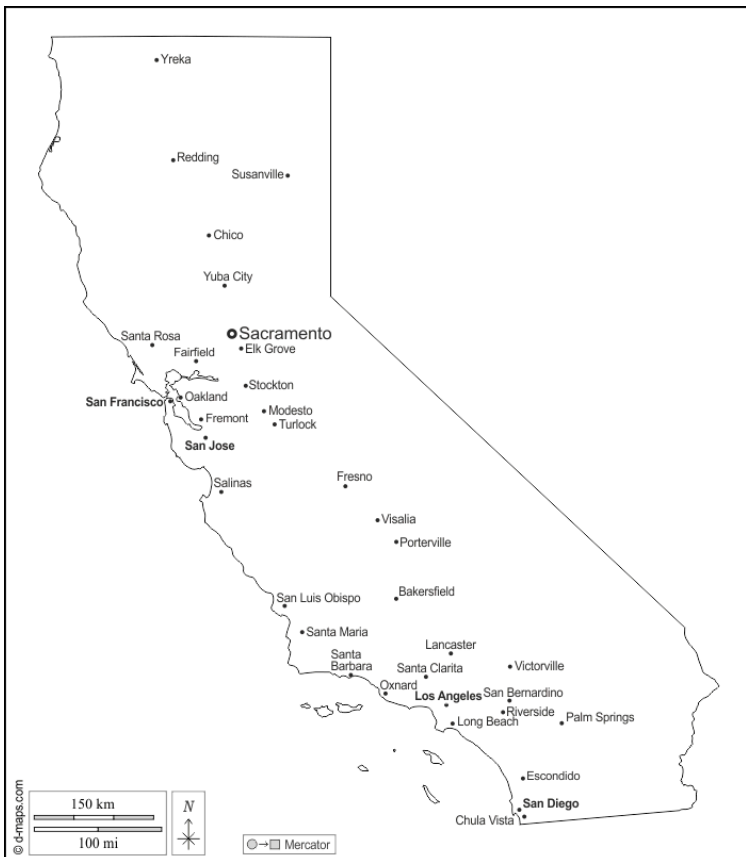 Yreka
Redding
Susanville
Chico
Yuba City
Sacramento
Santa Rosa
Elk Grove
Fairfield
Stockton
Oakland
San Francisco
Modesto
Fremont
Turlock
San Jose
Fresno
Salinas
Visalia
Porterville
Bakersfield
San Luis Obispo
Santa Maria
Lancaster
Santa
Barbara
Victorville
Santa Clarita
Oxnard
San Bernardino
Los Angeles
Riverside
Long Beach
Palm Springs
Escondido
San Diego
Chula Vista
© d-maps.com
150 km
100 mi
N
Mercator